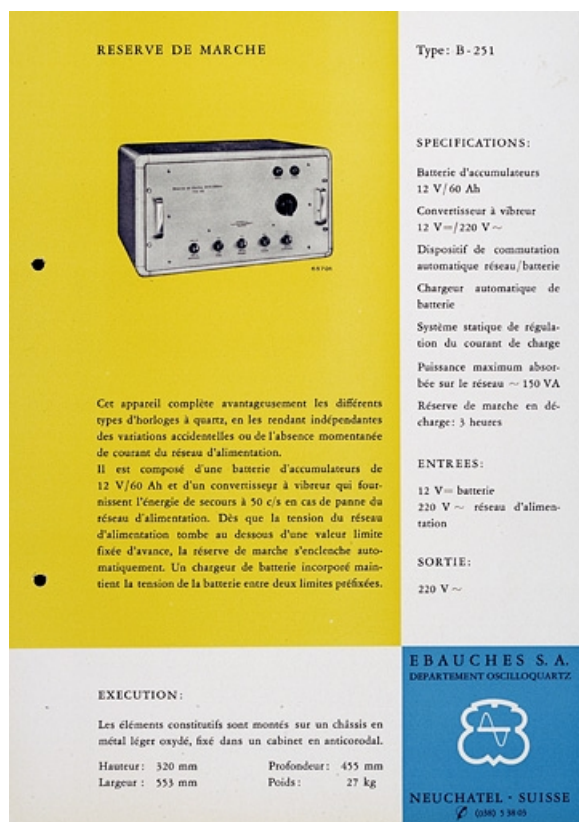 RESERVE DE MARCHE
65706
Cet appareil complète avantageusement les différents
types d'horloges à quartz, en les rendant indépendantes
des variations accidentelles ou de l'absence momentanée
de courant du réseau d'alimentation.
Il est composé d'une batterie d'accumulateurs de
12 V/60 Ah et d'un convertisseur à vibreur qui four-
nissent l'énergie de secours à 50 c/s en cas de panne du
réseau d'alimentation. Dès que la tension du réseau
d'alimentation tombe au dessous d'une valeur limite
fixée d'avance, la réserve de marche s'enclenche auto-
matiquement. Un chargeur de batterie incorporé main-
tient la tension de la batterie entre deux limites préfixées.
EXECUTION:
Les éléments constitutifs sont montés sur un châssis en
métal léger oxydé, fixé dans un cabinet en anticorodal.
Hauteur: 320 mm Profondeur: 455 mm
Largeur: 553 mm Poids: 27 kg
Type: B-251
SPECIFICATIONS:
Batterie d'accumulateurs
12 V/60 Ah
Convertisseur à vibreur
12 V=/220 V~
Dispositif de commutation
automatique réseau/batterie
Chargeur automatique de
batterie
Système statique de régula-
tion du courant de charge
Puissance maximum absor-
bée sur le réseau ~ 150 VA
Réserve de marche en dé-
charge: 3 heures
ENTREES:
12 V= batterie
220 V ~ réseau d'alimen-
tation
SORTIE:
220 V ~
EBAUCHES S. A.
DEPARTEMENT OSCILLOQUARTZ
NEUCHATEL - SUISSE
(038) 5 38 03